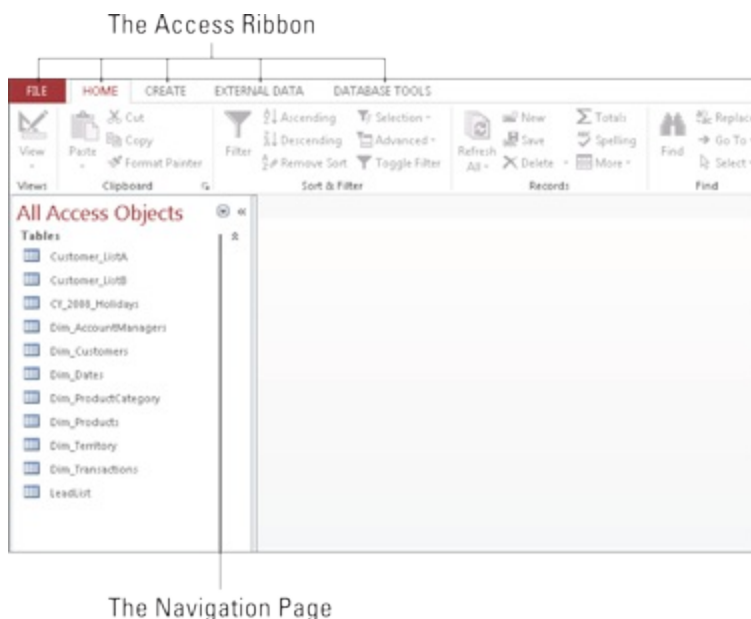 The Access Ribbon
FILE HOME CREATE EXTERNAL DATA DATABASE TOOLS
View
Views
Paste
Cut
Copy
Format Painter
Clipboard
Filter
Ascending
Descending
Remove Sort
Selection
Advanced
Toggle Filter
Sort & Filter
Refresh
All
New
Save
Delete
Totals
Spelling
More
Records
Find
Replac
Go To
Select
Find
All Access Objects
Tables
Customer_ListA
Customer_ListB
CY_2008_Holidays
Dim_AccountManagers
Dim_Customers
Dim_Dates
Dim_ProductCategory
Dim_Products
Dim_Territory
Dim_Transactions
LeadList
The Navigation Page